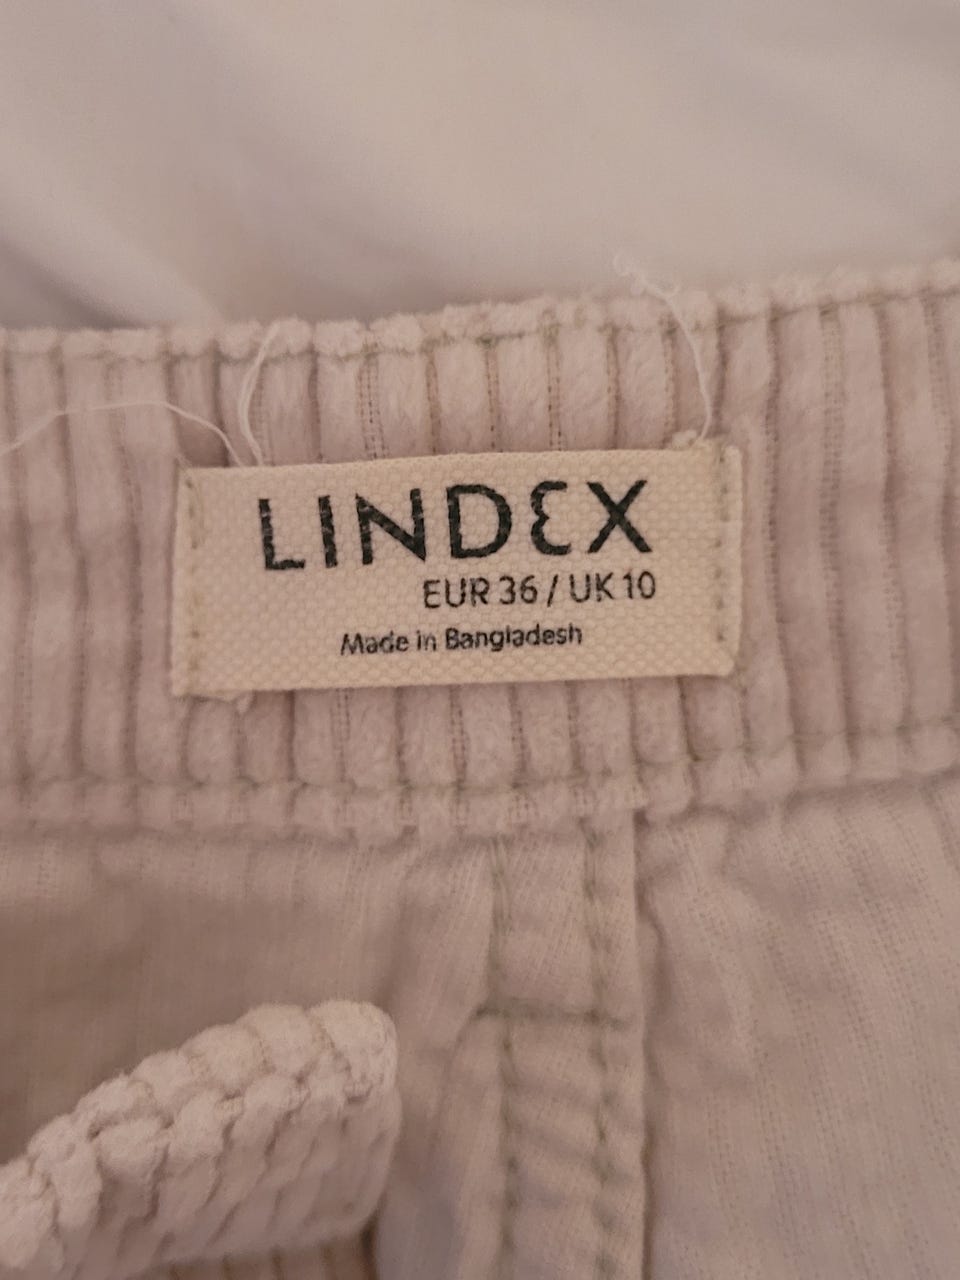 LINDEX
EUR 36 / UK 10
Made in Bangladesh